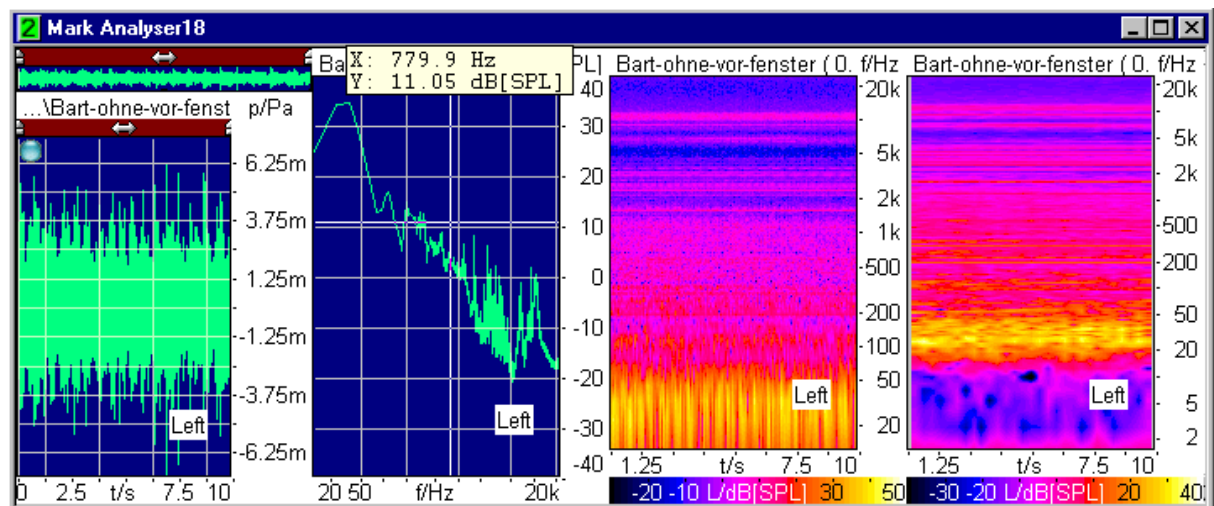 2 Mark Analyser18
X: 779.9 Hz
Y: 11.05 dB[SPL]
...\Bart-ohne-vor-fenst p/Pa
6.25m
3.75m
1.25m
-1.25m
-3.75m
-6.25m
Left
0 2.5 t/s 7.5 10
Ba PL]
40
30
20
10
0
-10
-20
-30
-40
Left
20 50 f/Hz 20k
Bart-ohne-vor-fenster ( 0. f/Hz
20k
5k
2k
1k
500
200
100
50
20
Left
1.25 t/s 7.5 10
-20 -10 L/dB[SPL] 30 50
Bart-ohne-vor-fenster ( 0. f/Hz
20k
5k
2k
500
200
50
20
5
2
Left
1.25 t/s 7.5 10
-30 -20 L/dB[SPL] 20 40